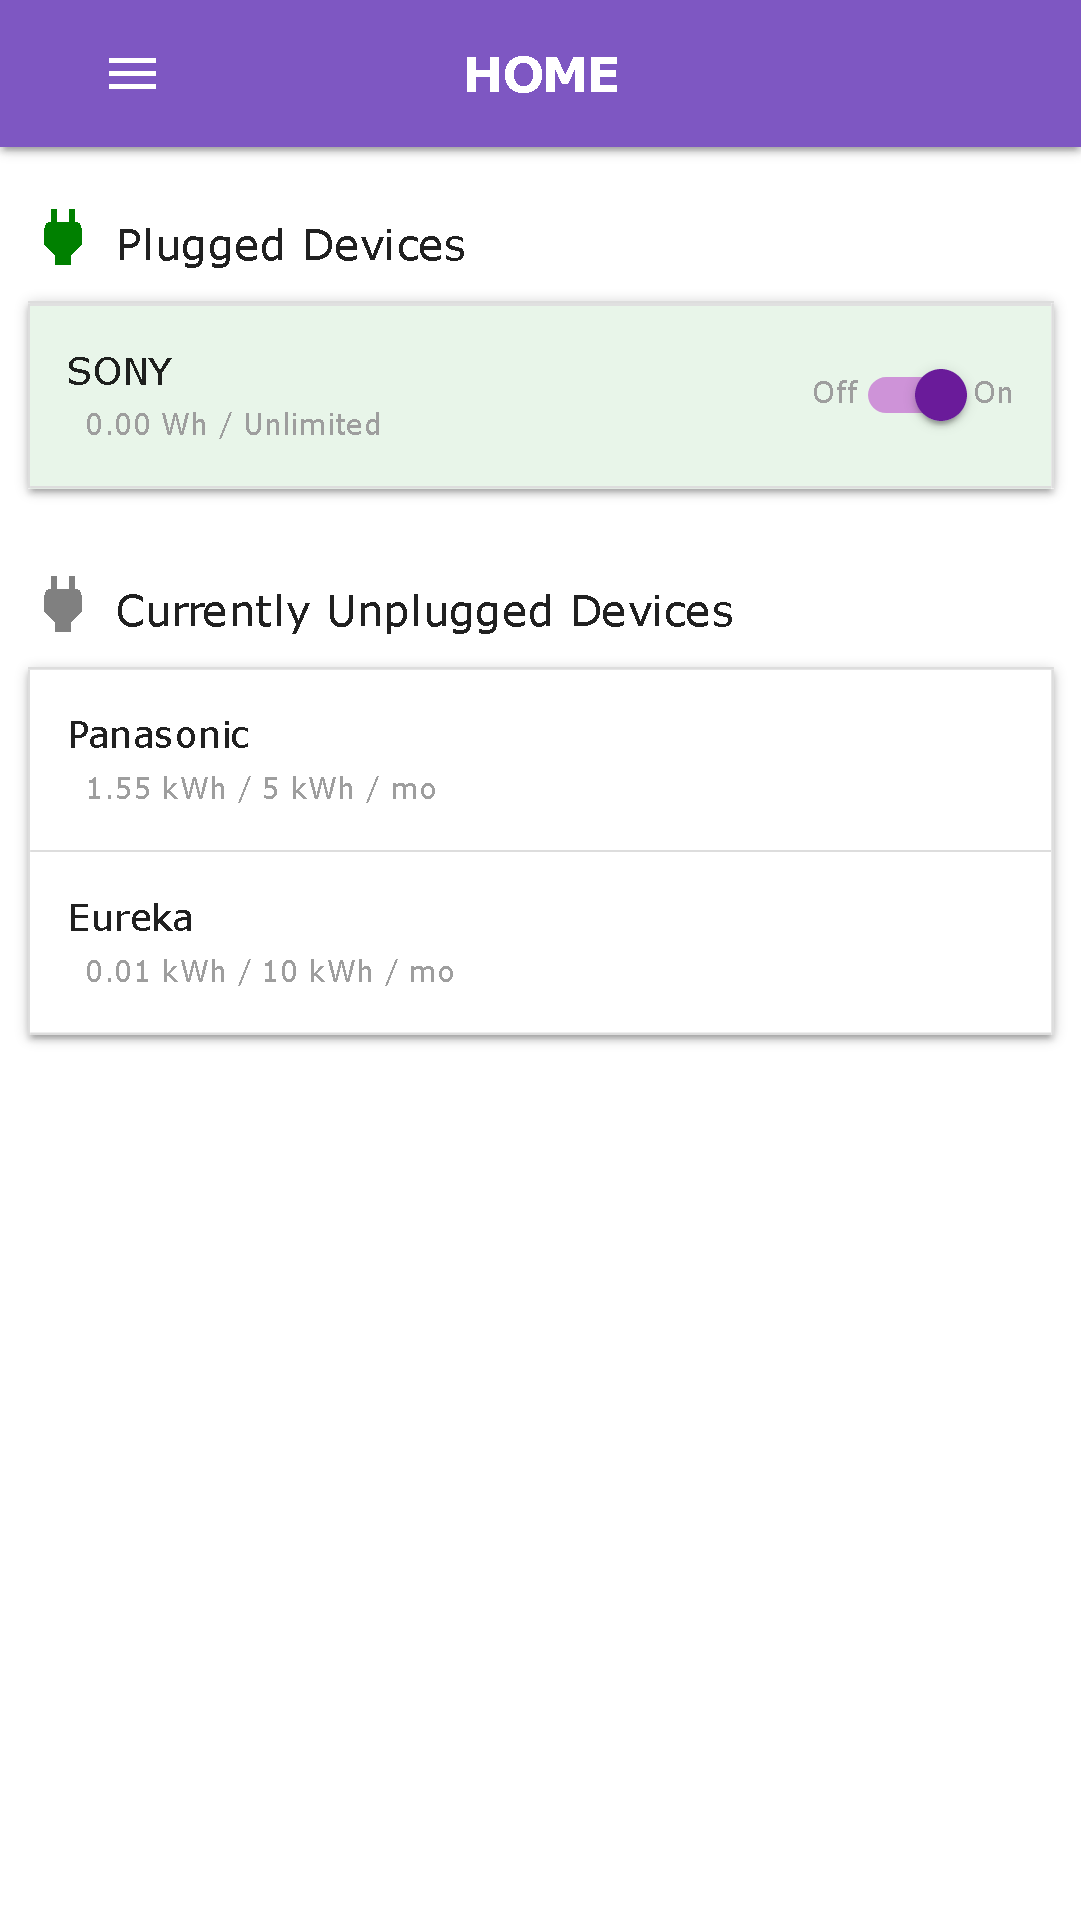 HOME
Plugged Devices
SONY
Off On
0.00 Wh / Unlimited
Currently Unplugged Devices
Panasonic
1.55 kWh / 5 kWh / mo
Eureka
0.01 kWh / 10 kWh / mo